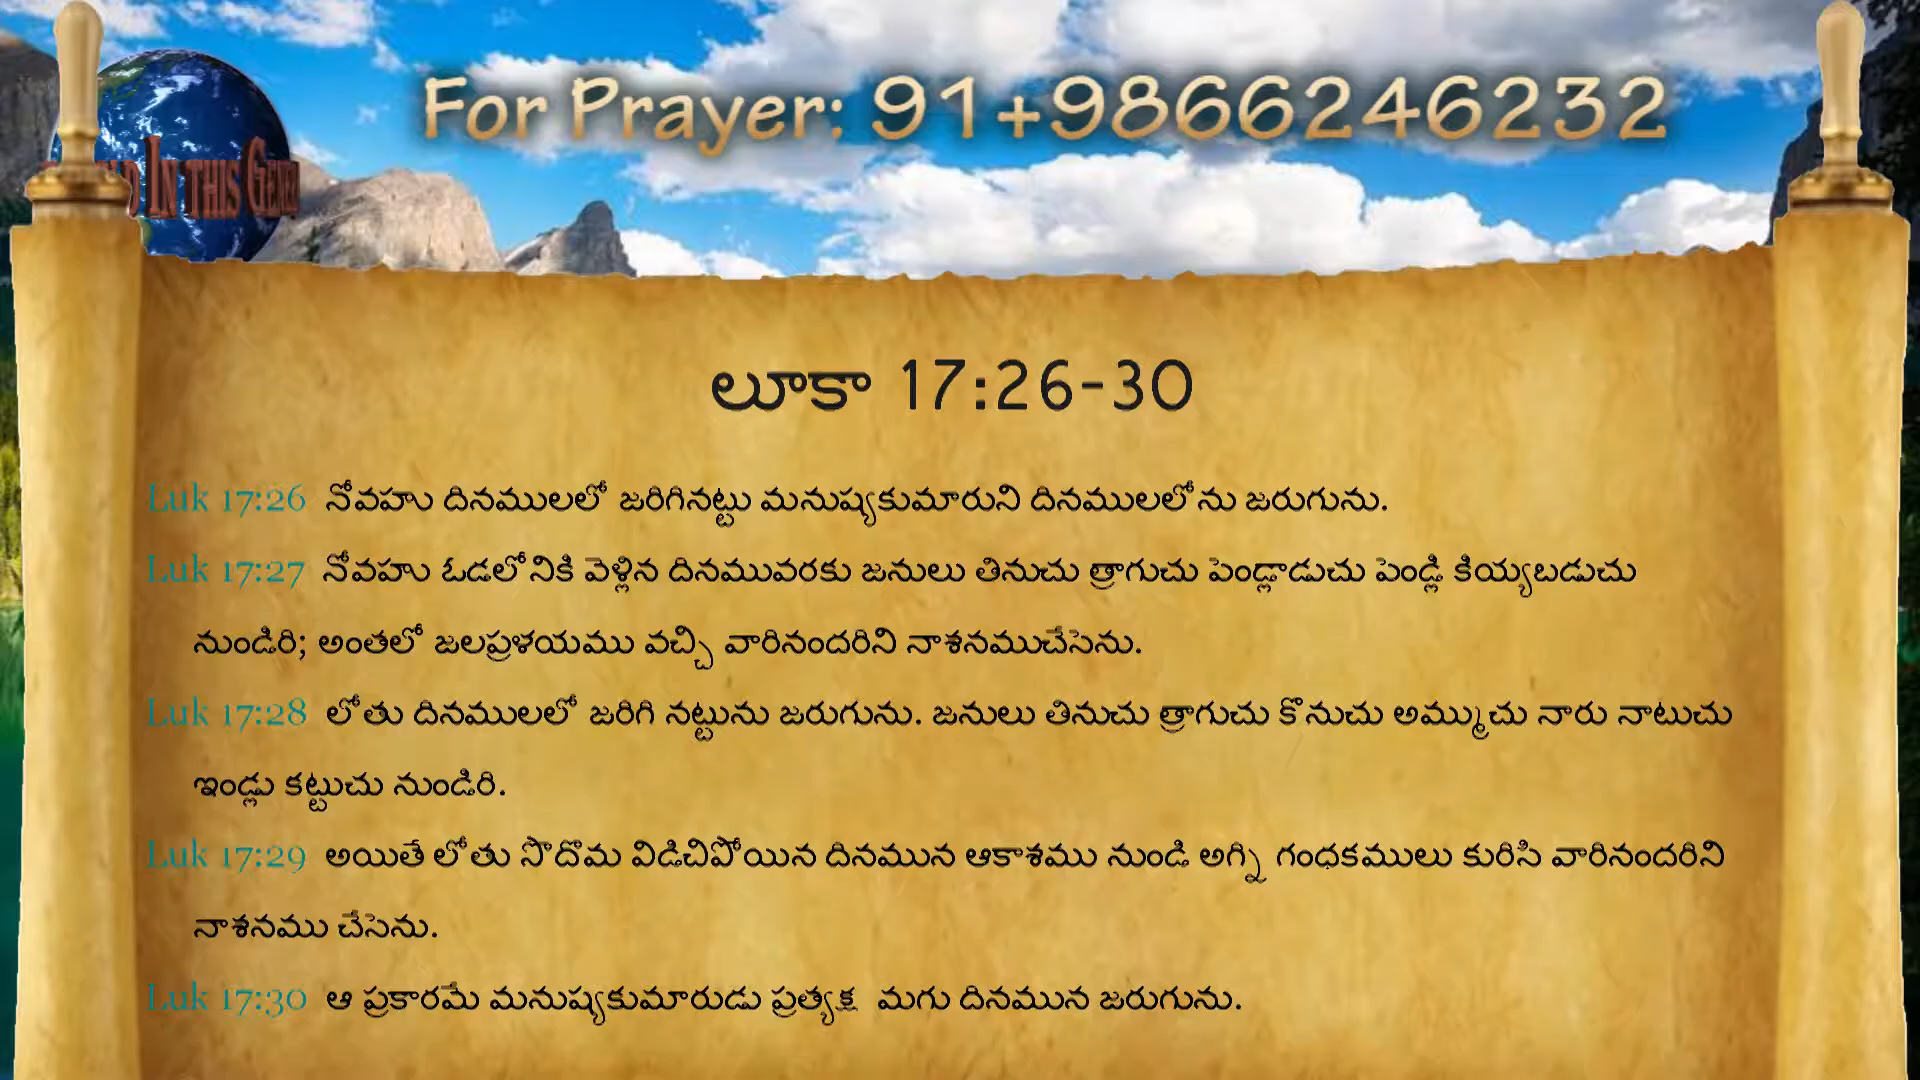 For Prayer: 91+9866246232
In this Gene
లూకా 17:26-30
Luk 17:26 నోవహు దినములలో జరిగినట్టు మనుష్యకుమారుని దినములలోను జరుగును.
Luk 17:27 నోవహు ఓడలోనికి వెళ్లిన దినమువరకు జనులు తినుచు త్రాగుచు పెండ్లాడుచు పెండ్లి కియ్యబడుచు
నుండిరి; అంతలో జలప్రళయము వచ్చి వారినందరిని నాశనముచేసెను.
Luk 17:28 లోతు దినములలో జరిగి నట్టును జరుగును. జనులు తినుచు త్రాగుచు కొనుచు అమ్ముచు నారు నాటుచు
ఇండ్లు కట్టుచు నుండిరి.
Luk 17:29 అయితే లోతు సొదొమ విడిచిపోయిన దినమున ఆకాశము నుండి అగ్ని గంధకములు కురిసి వారినందరిని
నాశనము చేసెను.
Luk 17:30 ఆ ప్రకారమే మనుష్యకుమారుడు ప్రత్యక్ష మగు దినమున జరుగును.